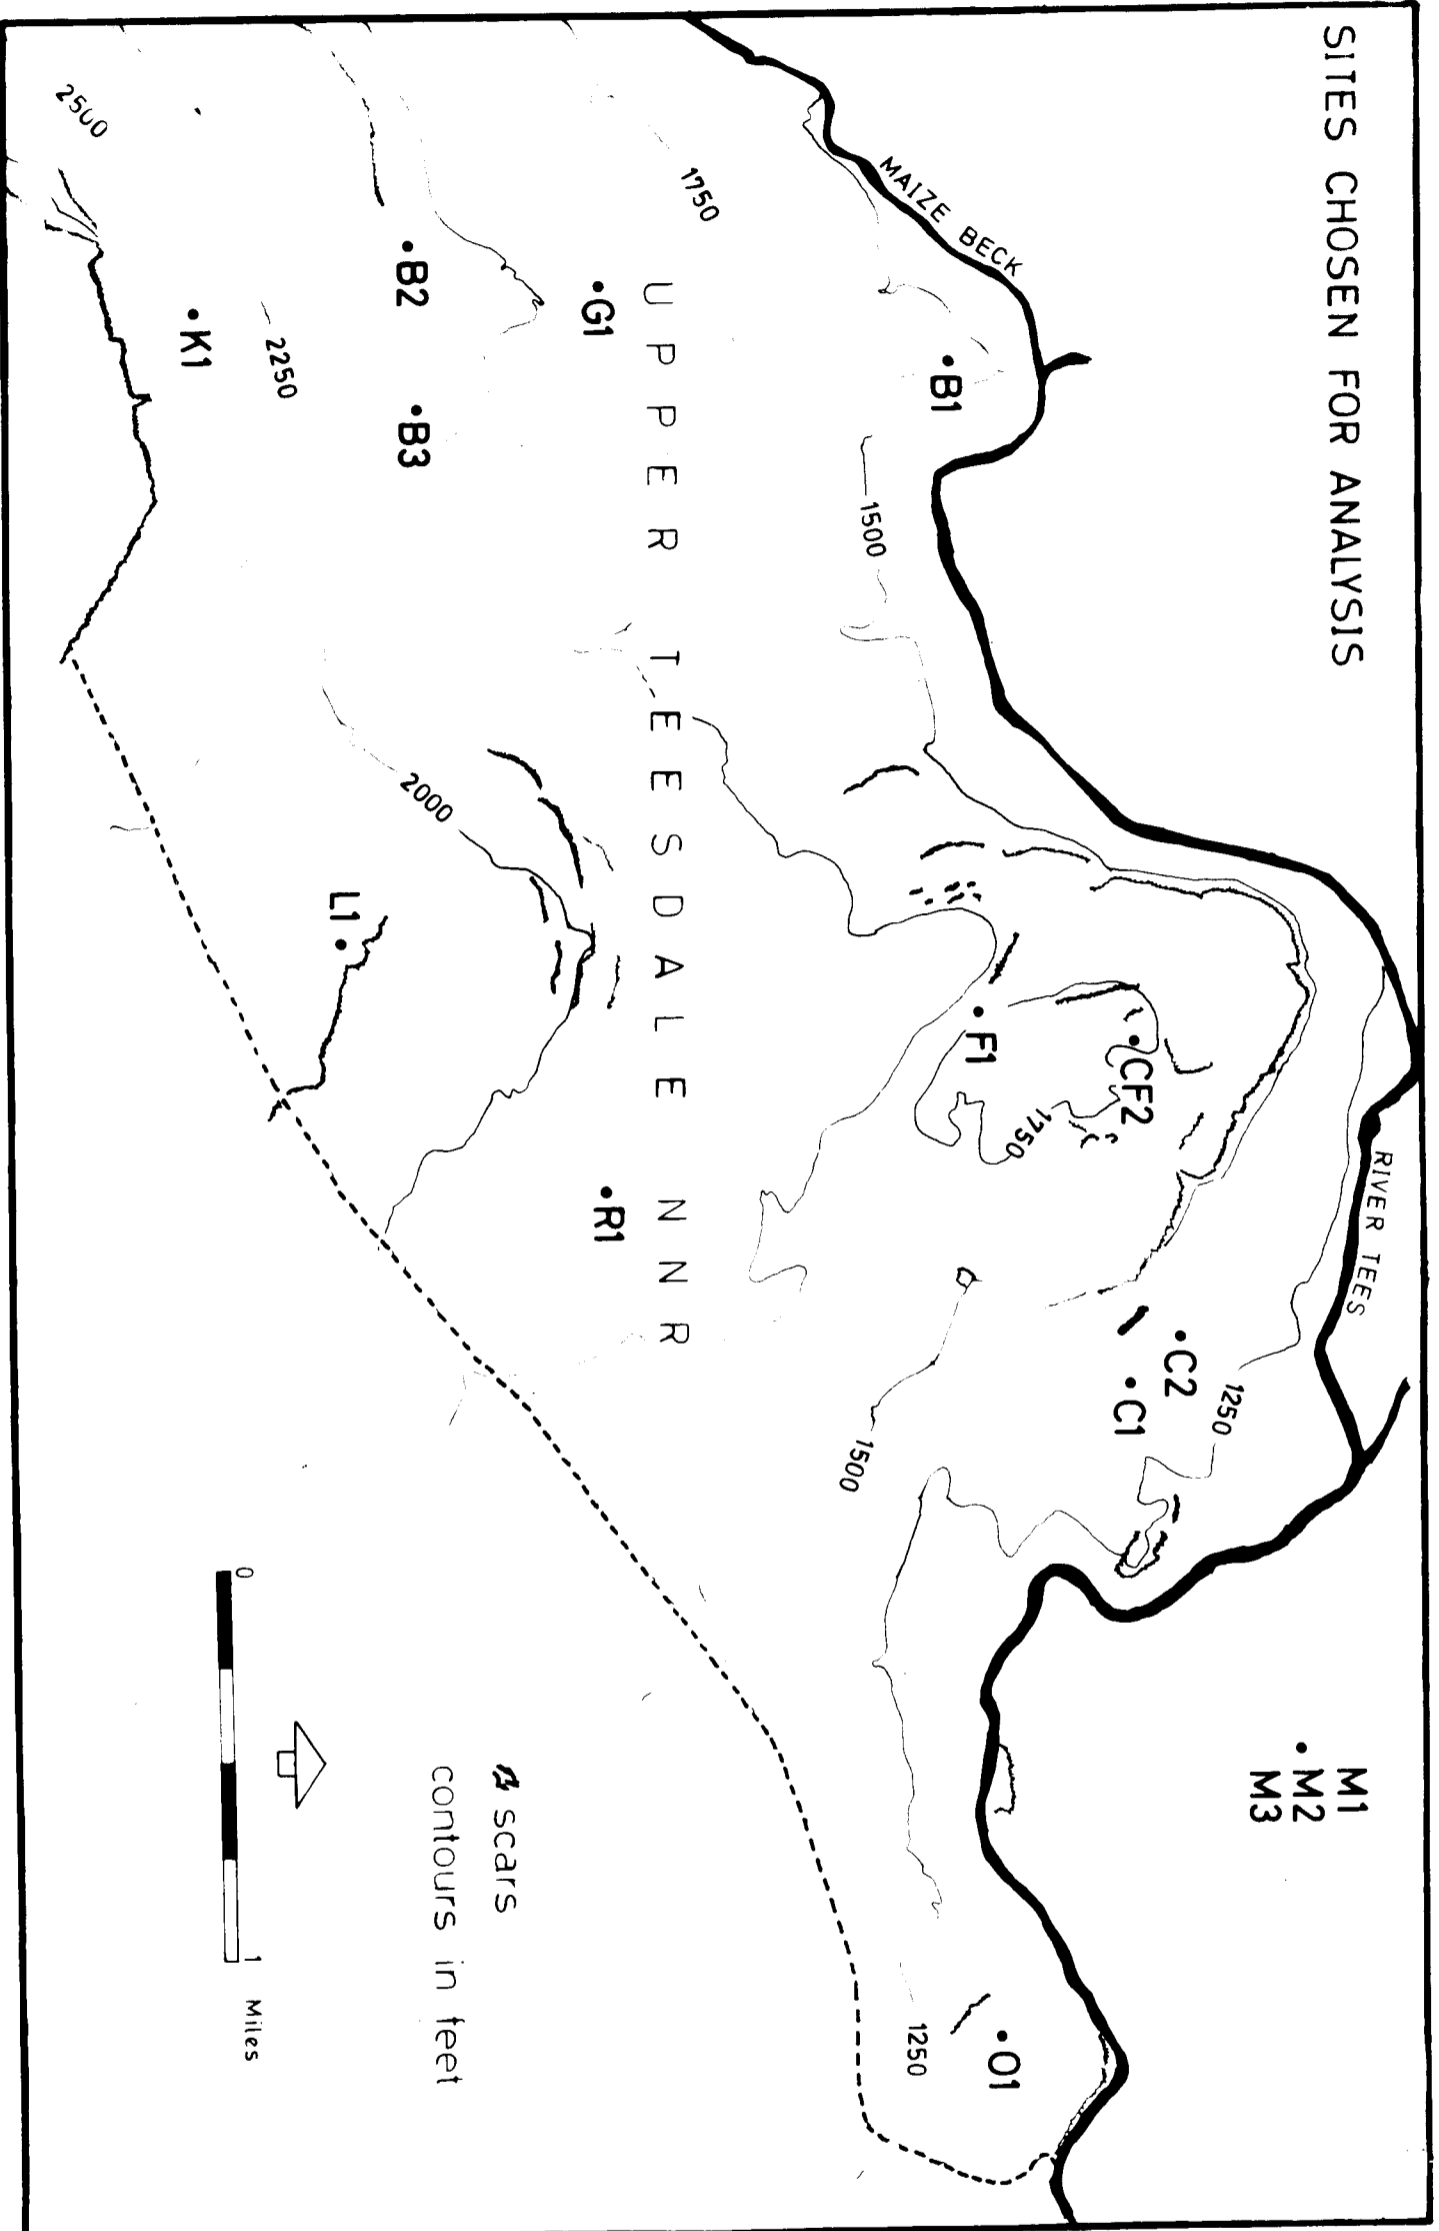 SITES CHOSEN FOR ANALYSIS
MAIZE BECK
RIVER TEES
M1
M2
M3
B1
CF2
C2
C1
1250
1750
F1
1500
1500
O1
1250
1750
G1
UPPER TEESDALE NNR
R1
B2
B3
2000
scars
contours in feet
L1
2250
K1
2500
0
1
Miles